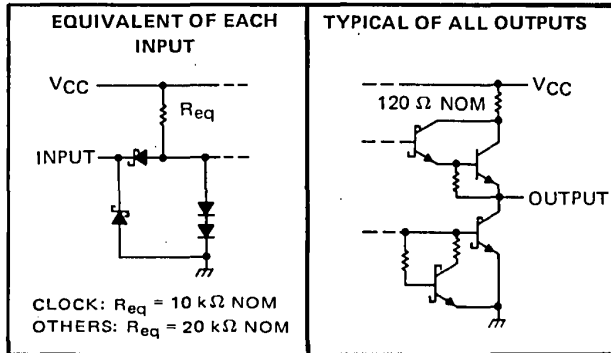 EQUIVALENT OF EACH
INPUT
VCC
Req
INPUT
CLOCK: Req = 10 kΩ NOM
OTHERS: Req = 20 kΩ NOM
TYPICAL OF ALL OUTPUTS
VCC
120 Ω NOM
OUTPUT